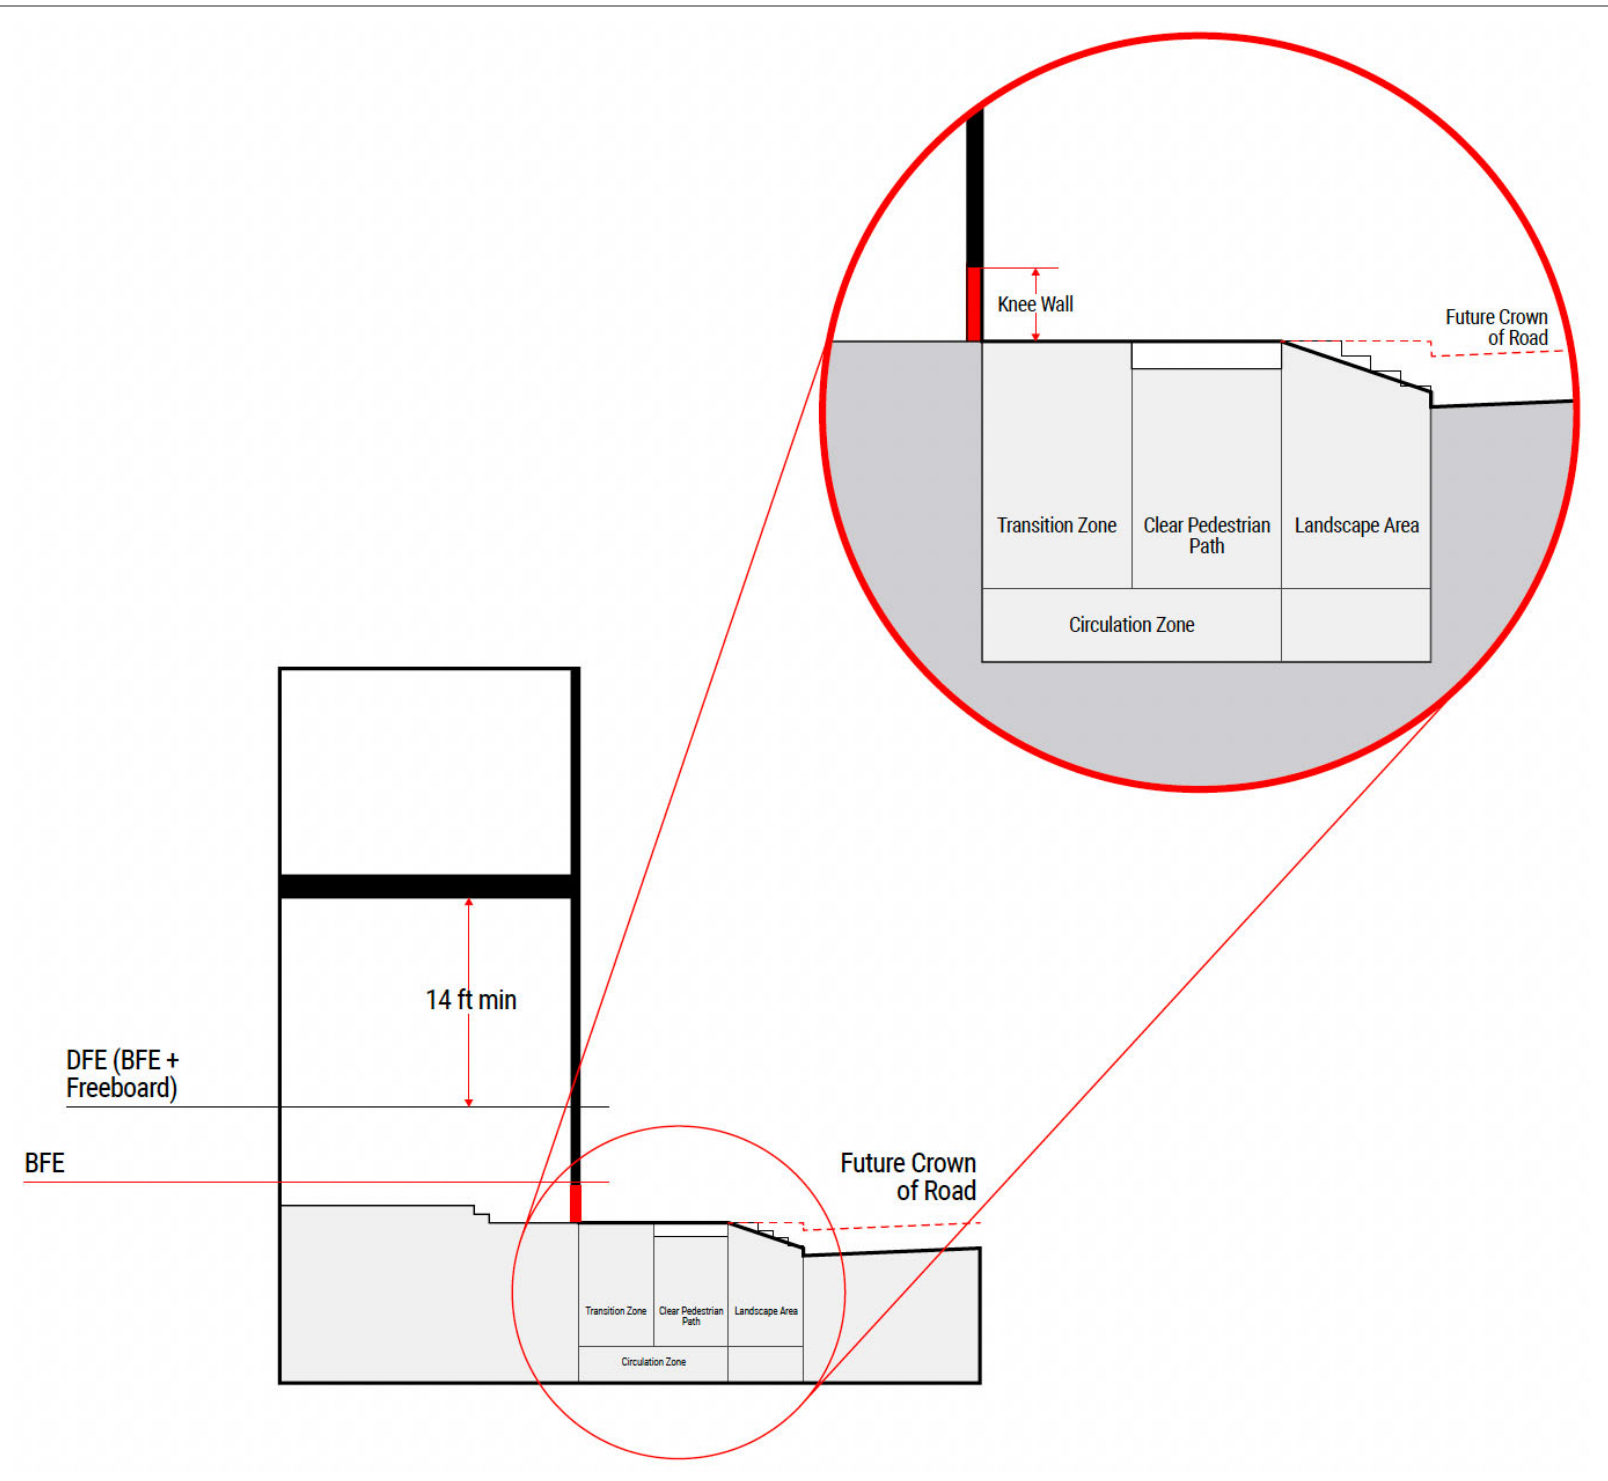 Knee Wall
Future Crown
of Road
Transition Zone
Clear Pedestrian
Path
Landscape Area
Circulation Zone
14 ft min
DFE (BFE +
Freeboard)
BFE
Future Crown
of Road
Transition Zone
Clear Pedestrian
Path
Landscape Area
Circulation Zone